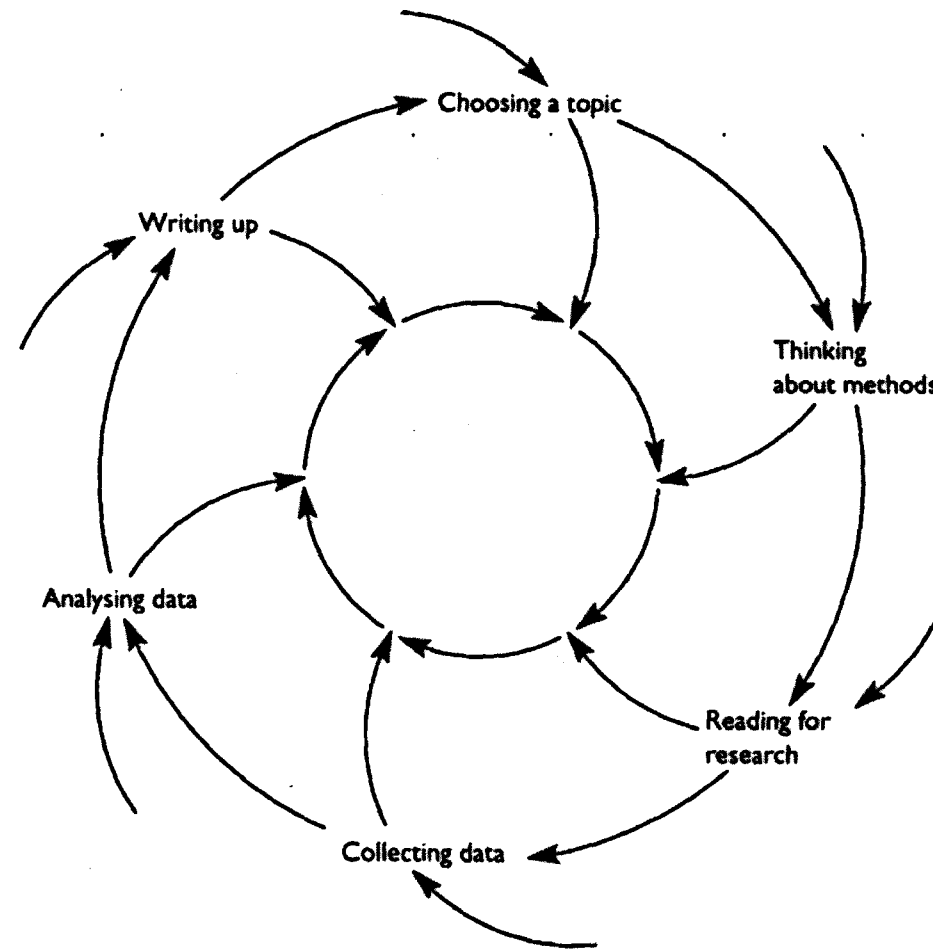 Choosing a topic
Writing up
Thinking
about methods
Analysing data
Reading for
research
Collecting data